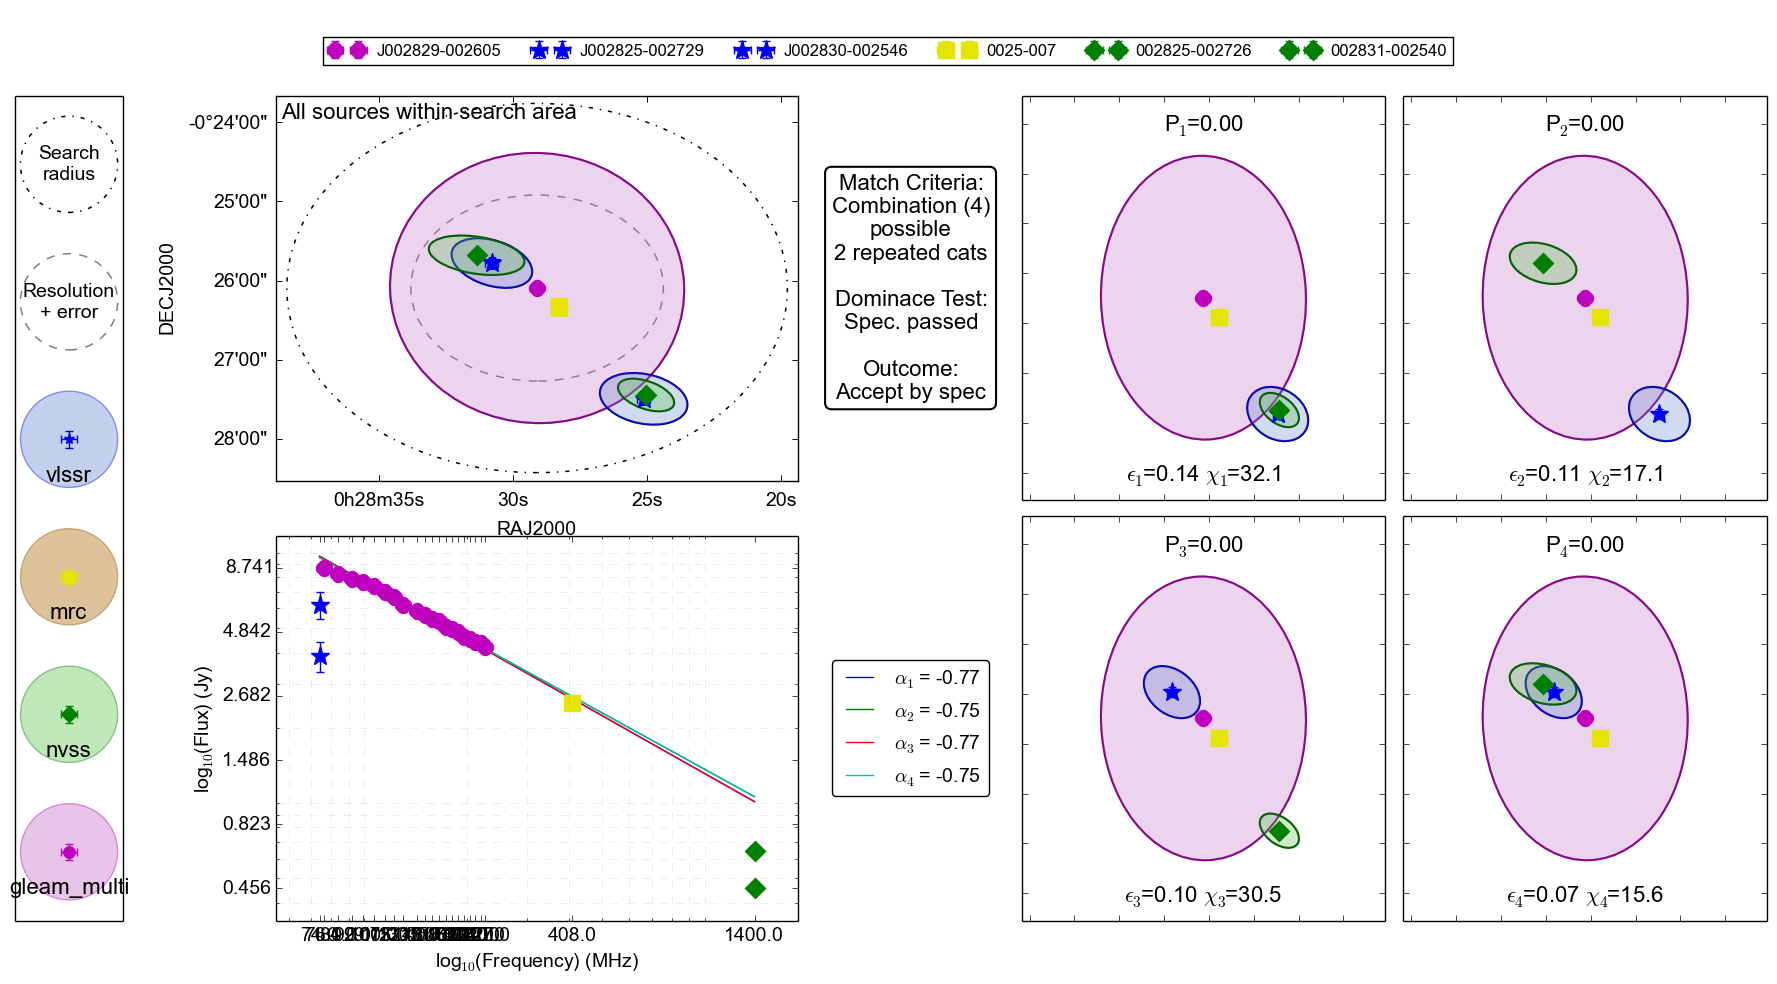 J002829-002605 J002825-002729 J002830-002546 0025-007 002825-002726 002831-002540
Search
radius
Resolution
+ error
vlssr
mrc
nvss
gleam_multi
All sources within search area
-0°24'00"
25'00"
26'00"
27'00"
28'00"
DECJ2000
0h28m35s 30s 25s 20s
RAJ2000
Match Criteria:
Combination (4)
possible
2 repeated cats
Dominace Test:
Spec. passed
Outcome:
Accept by spec
P1=0.00
ϵ1=0.14 χ1=32.1
P2=0.00
ϵ2=0.11 χ2=17.1
P3=0.00
ϵ3=0.10 χ3=30.5
P4=0.00
ϵ4=0.07 χ4=15.6
8.741
4.842
2.682
1.486
0.823
0.456
log10(Flux) (Jy)
408.0 1400.0
log10(Frequency) (MHz)
α1 = -0.77
α2 = -0.75
α3 = -0.77
α4 = -0.75